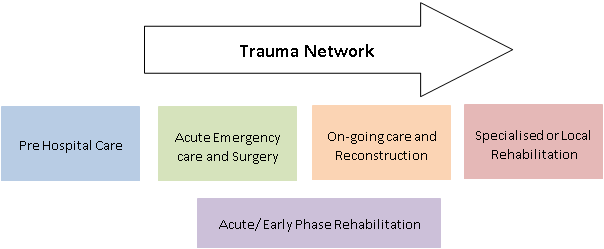 Trauma Network
Pre Hospital Care
Acute Emergency
care and Surgery
On-going care and
Reconstruction
Specialised or Local
Rehabilitation
Acute/Early Phase Rehabilitation